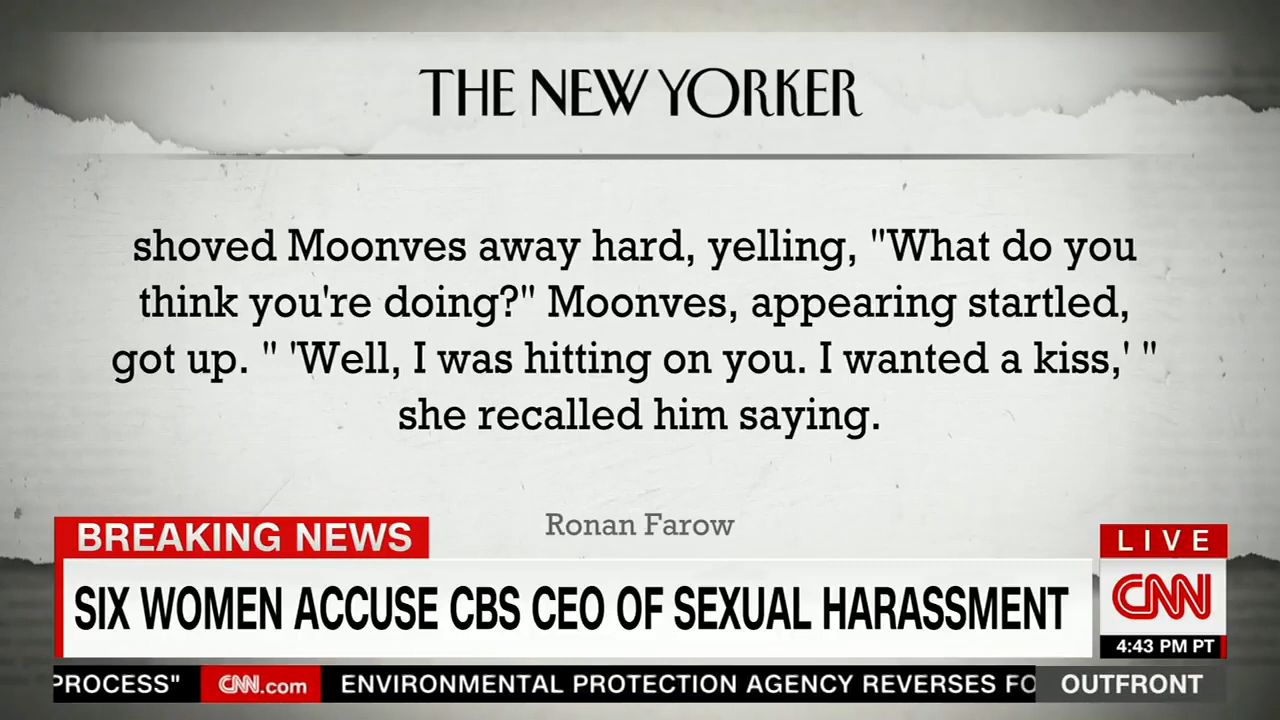 THE NEW YORKER
shoved Moonves away hard, yelling, "What do you
think you're doing?" Moonves, appearing startled,
got up. " 'Well, I was hitting on you. I wanted a kiss,' "
she recalled him saying.
Ronan Farow
BREAKING NEWS
SIX WOMEN ACCUSE CBS CEO OF SEXUAL HARASSMENT
LIVE
CNN
4:43 PM PT
PROCESS" CNN.com ENVIRONMENTAL PROTECTION AGENCY REVERSES FO OUTFRONT